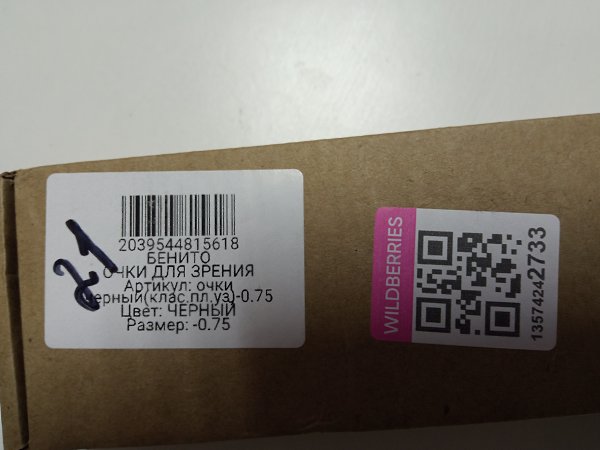 21
2039544815618
БЕНИТО
ОЧКИ ДЛЯ ЗРЕНИЯ
Артикул: очки
черный(клас.пл.уз)-0.75
Цвет: ЧЕРНЫЙ
Размер: -0.75
WILDBERRIES
13574242733